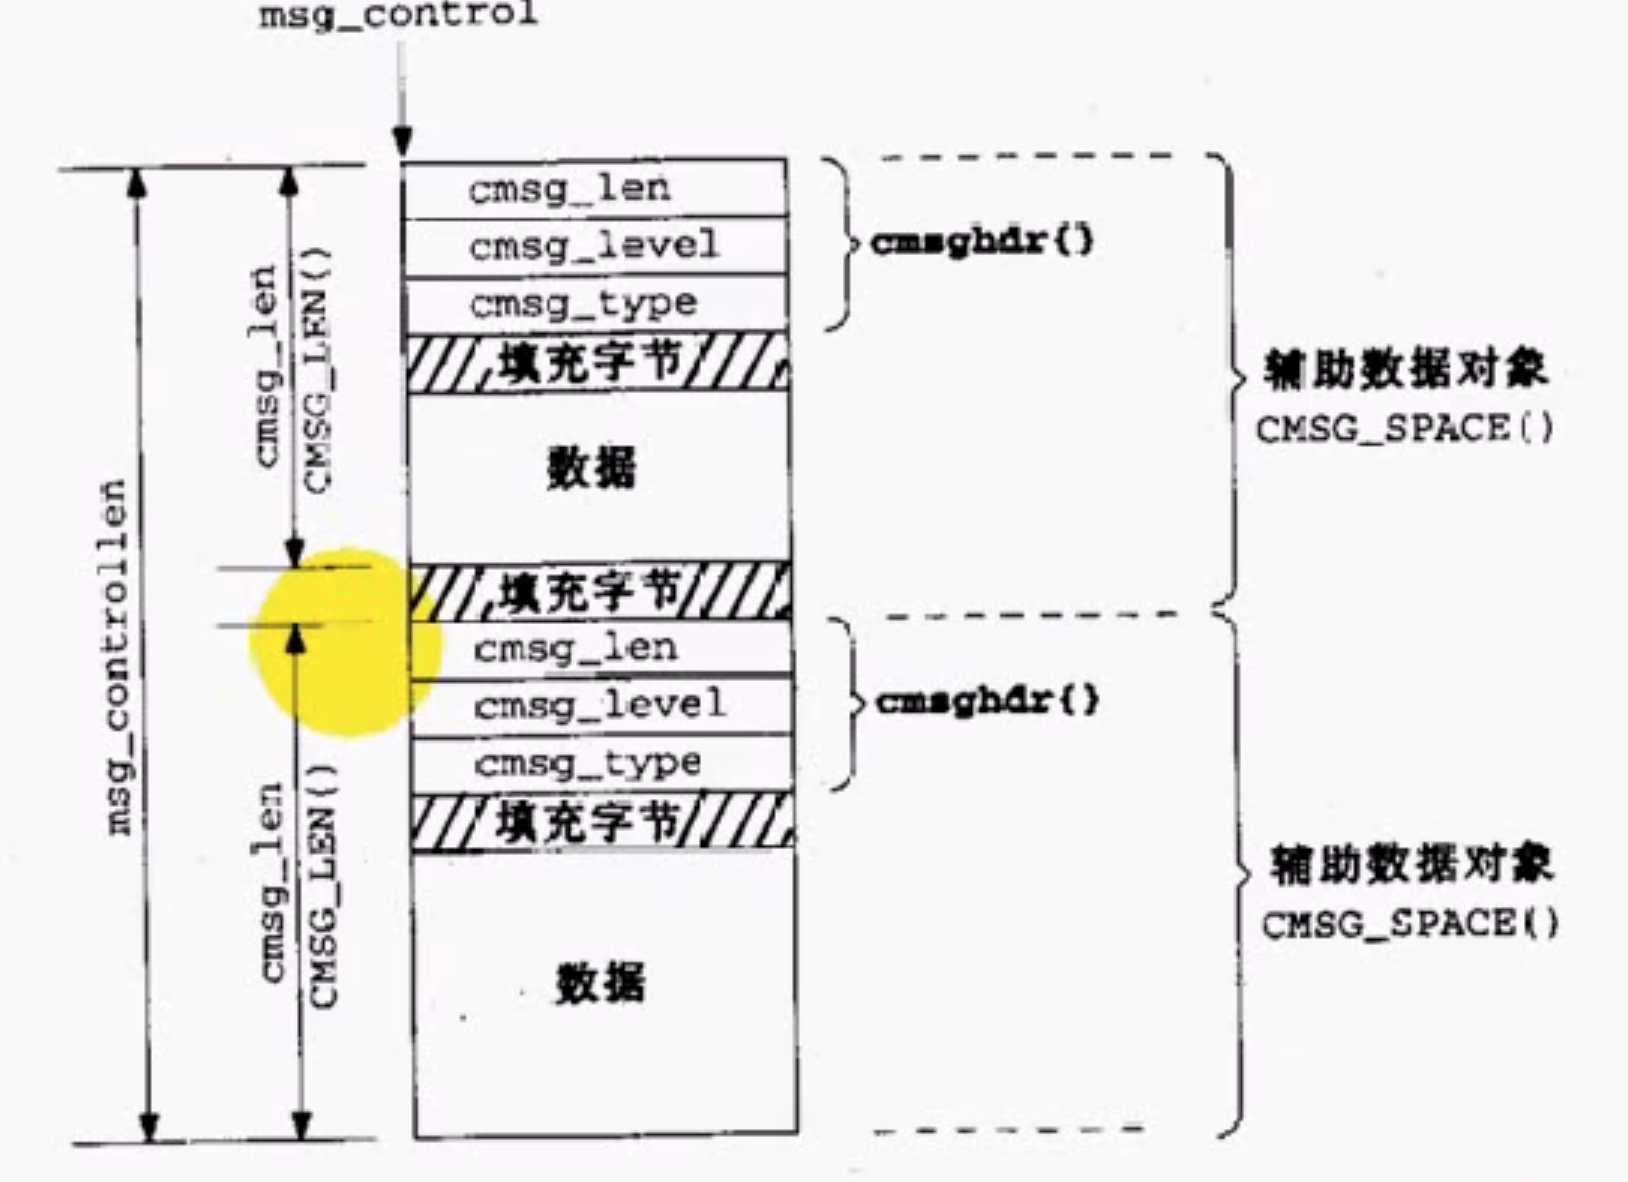 msg_control
cmsg_len
cmsg_level
cmsg_type
填充字节
数据
填充字节
cmsg_len
cmsg_level
cmsg_type
填充字节
数据
cmsghdr{}
cmsghdr{}
辅助数据对象
CMSG_SPACE()
辅助数据对象
CMSG_SPACE()
msg_controllen
cmsg_len
CMSG_LEN()
cmsg_len
CMSG_LEN()